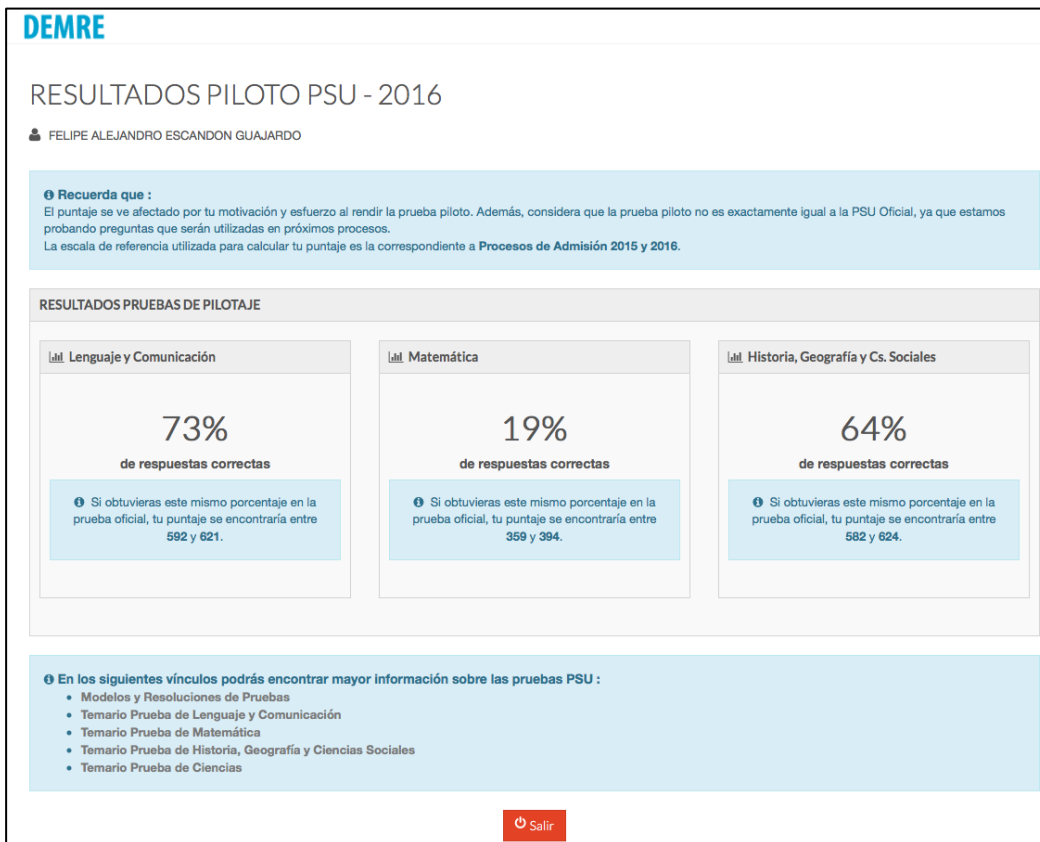 DEMRE
RESULTADOS PILOTO PSU - 2016
FELIPE ALEJANDRO ESCANDON GUAJARDO
Recuerda que :
El puntaje se ve afectado por tu motivación y esfuerzo al rendir la prueba piloto. Además, considera que la prueba piloto no es exactamente igual a la PSU Oficial, ya que estamos
probando preguntas que serán utilizadas en próximos procesos.
La escala de referencia utilizada para calcular tu puntaje es la correspondiente a Procesos de Admisión 2015 y 2016.
RESULTADOS PRUEBAS DE PILOTAJE
Lenguaje y Comunicación
73%
de respuestas correctas
Si obtuvieras este mismo porcentaje en la
prueba oficial, tu puntaje se encontraría entre
592 y 621.
Matemática
19%
de respuestas correctas
Si obtuvieras este mismo porcentaje en la
prueba oficial, tu puntaje se encontraría entre
359 y 394.
Historia, Geografía y Cs. Sociales
64%
de respuestas correctas
Si obtuvieras este mismo porcentaje en la
prueba oficial, tu puntaje se encontraría entre
582 y 624.
En los siguientes vínculos podrás encontrar mayor información sobre las pruebas PSU :
• Modelos y Resoluciones de Pruebas
• Temario Prueba de Lenguaje y Comunicación
• Temario Prueba de Matemática
• Temario Prueba de Historia, Geografía y Ciencias Sociales
• Temario Prueba de Ciencias
Salir